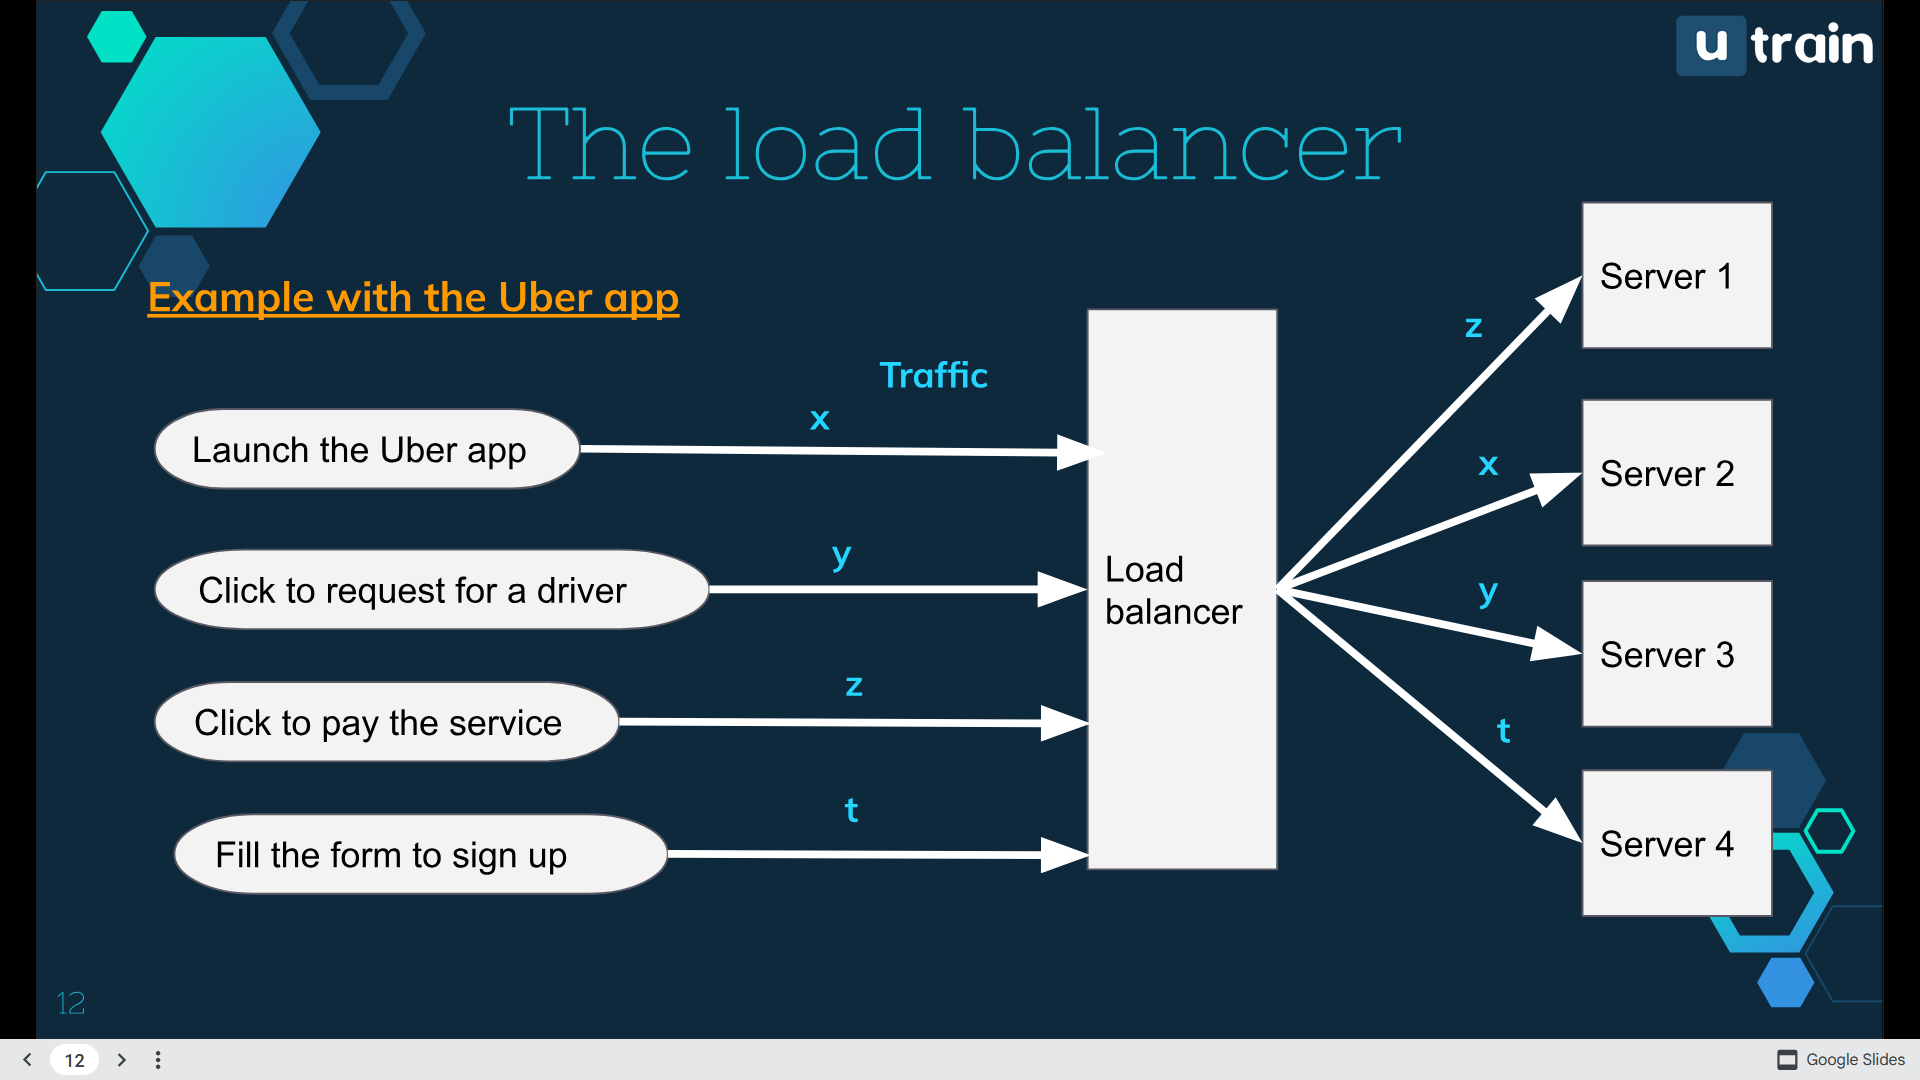 u train
The load balancer
Example with the Uber app
Traffic
x
Launch the Uber app
y
Click to request for a driver
z
Click to pay the service
t
Fill the form to sign up
Load
balancer
z
Server 1
x
Server 2
y
Server 3
t
Server 4
12
12
Google Slides